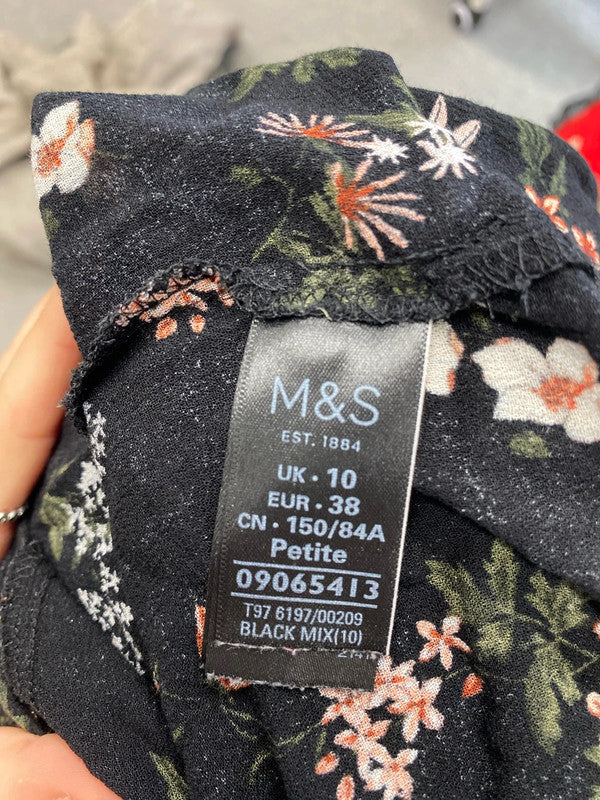 M&S
EST. 1884
UK • 10
EUR • 38
CN • 150/84A
Petite
09065413
T97 6197/00209
BLACK MIX(10)